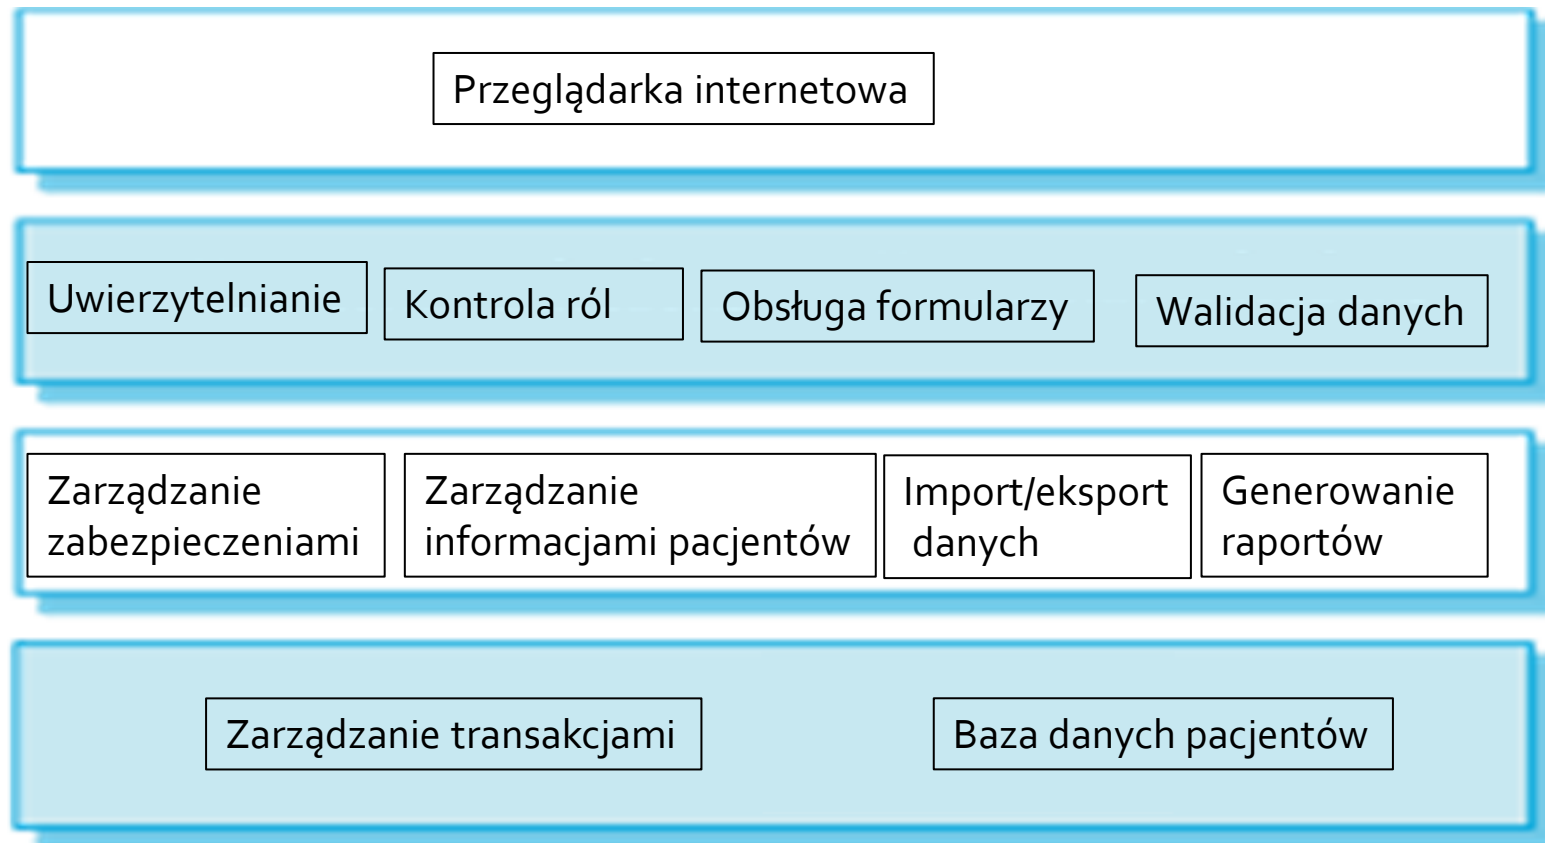 Przeglądarka internetowa
Uwierzytelnianie
Kontrola ról
Obsługa formularzy
Walidacja danych
Zarządzanie
zabezpieczeniami
Zarządzanie
informacjami pacjentów
Import/eksport
danych
Generowanie
raportów
Zarządzanie transakcjami
Baza danych pacjentów